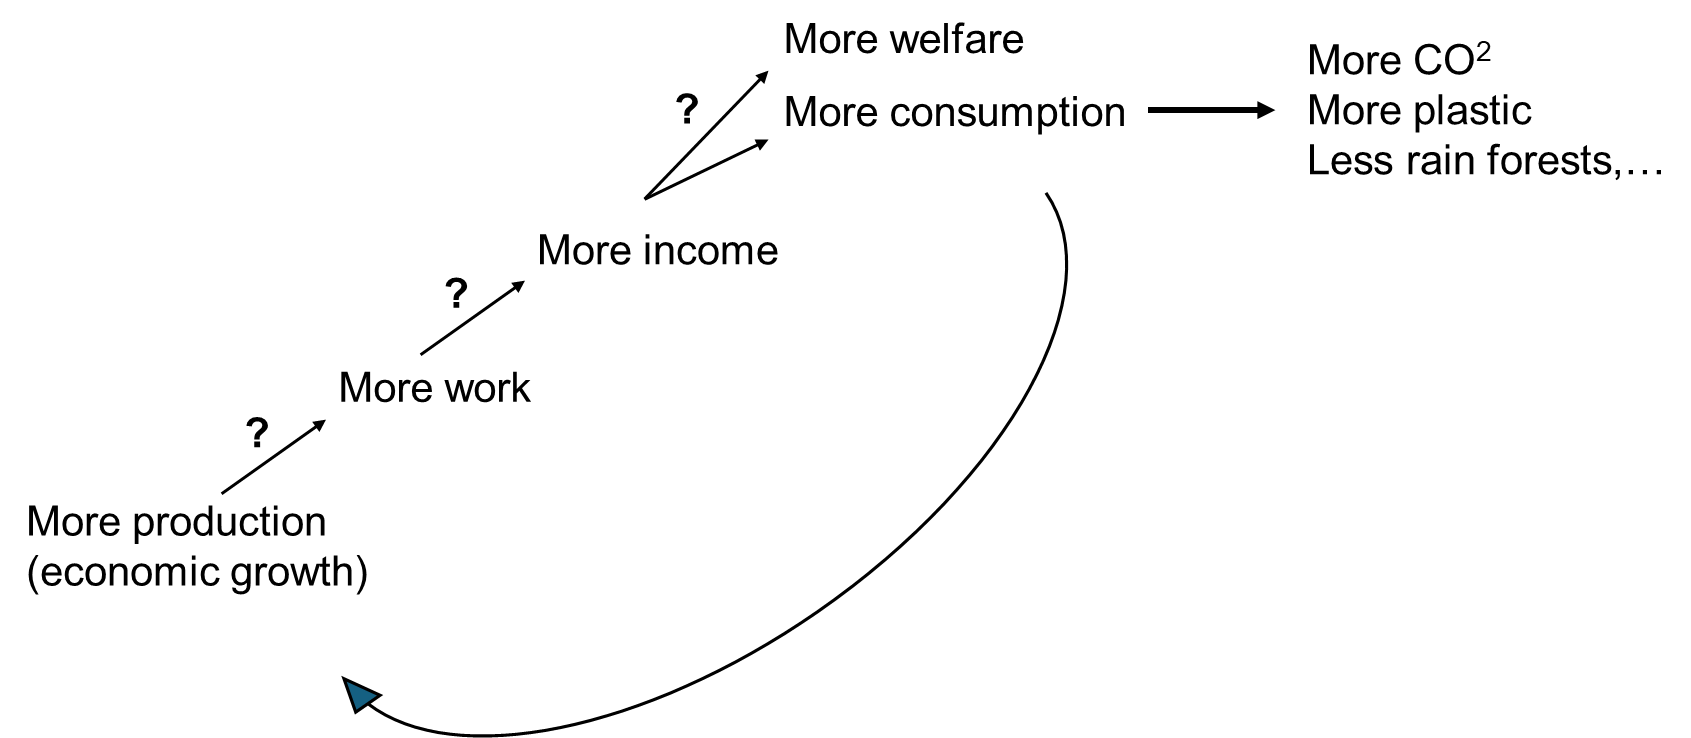 More welfare
?
More consumption
More CO²
More plastic
Less rain forests,…
More income
?
More work
?
More production
(economic growth)